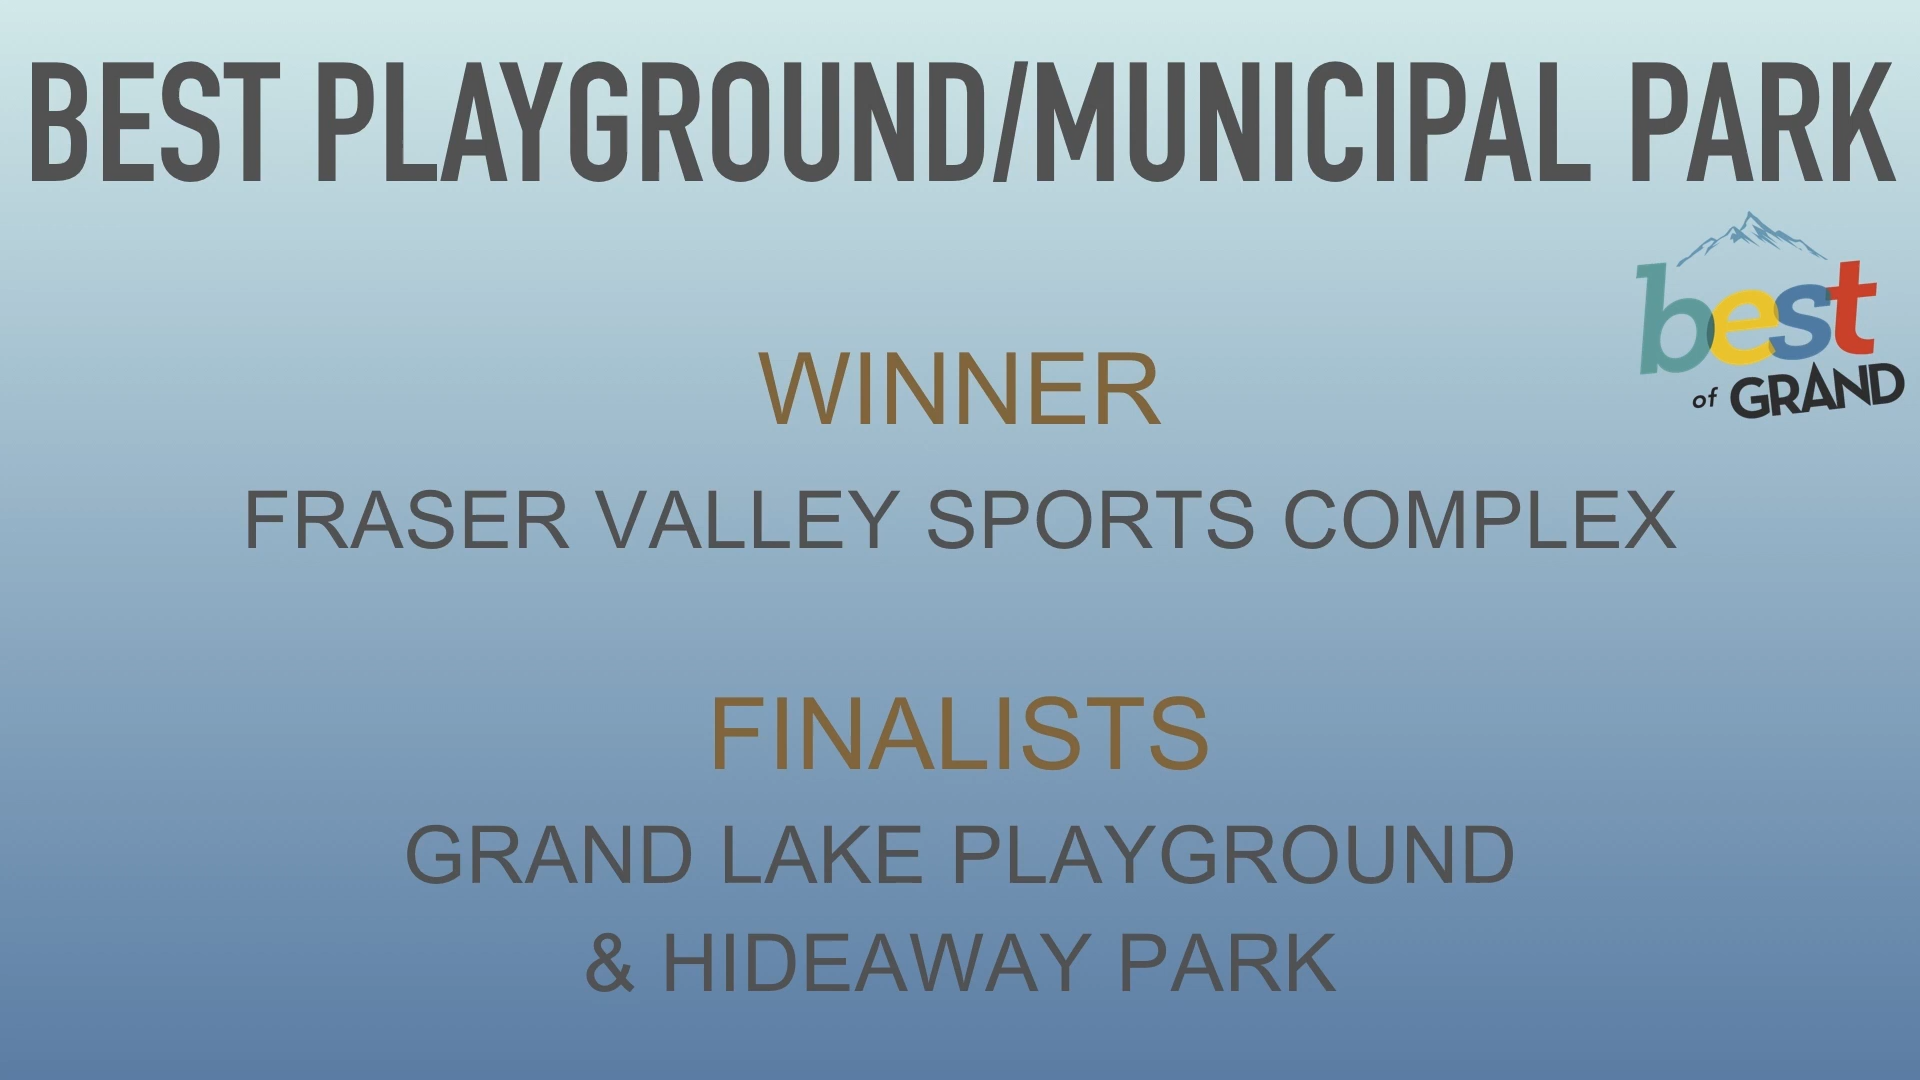 BEST PLAYGROUND/MUNICIPAL PARK
best
of GRAND
WINNER
FRASER VALLEY SPORTS COMPLEX
FINALISTS
GRAND LAKE PLAYGROUND
& HIDEAWAY PARK